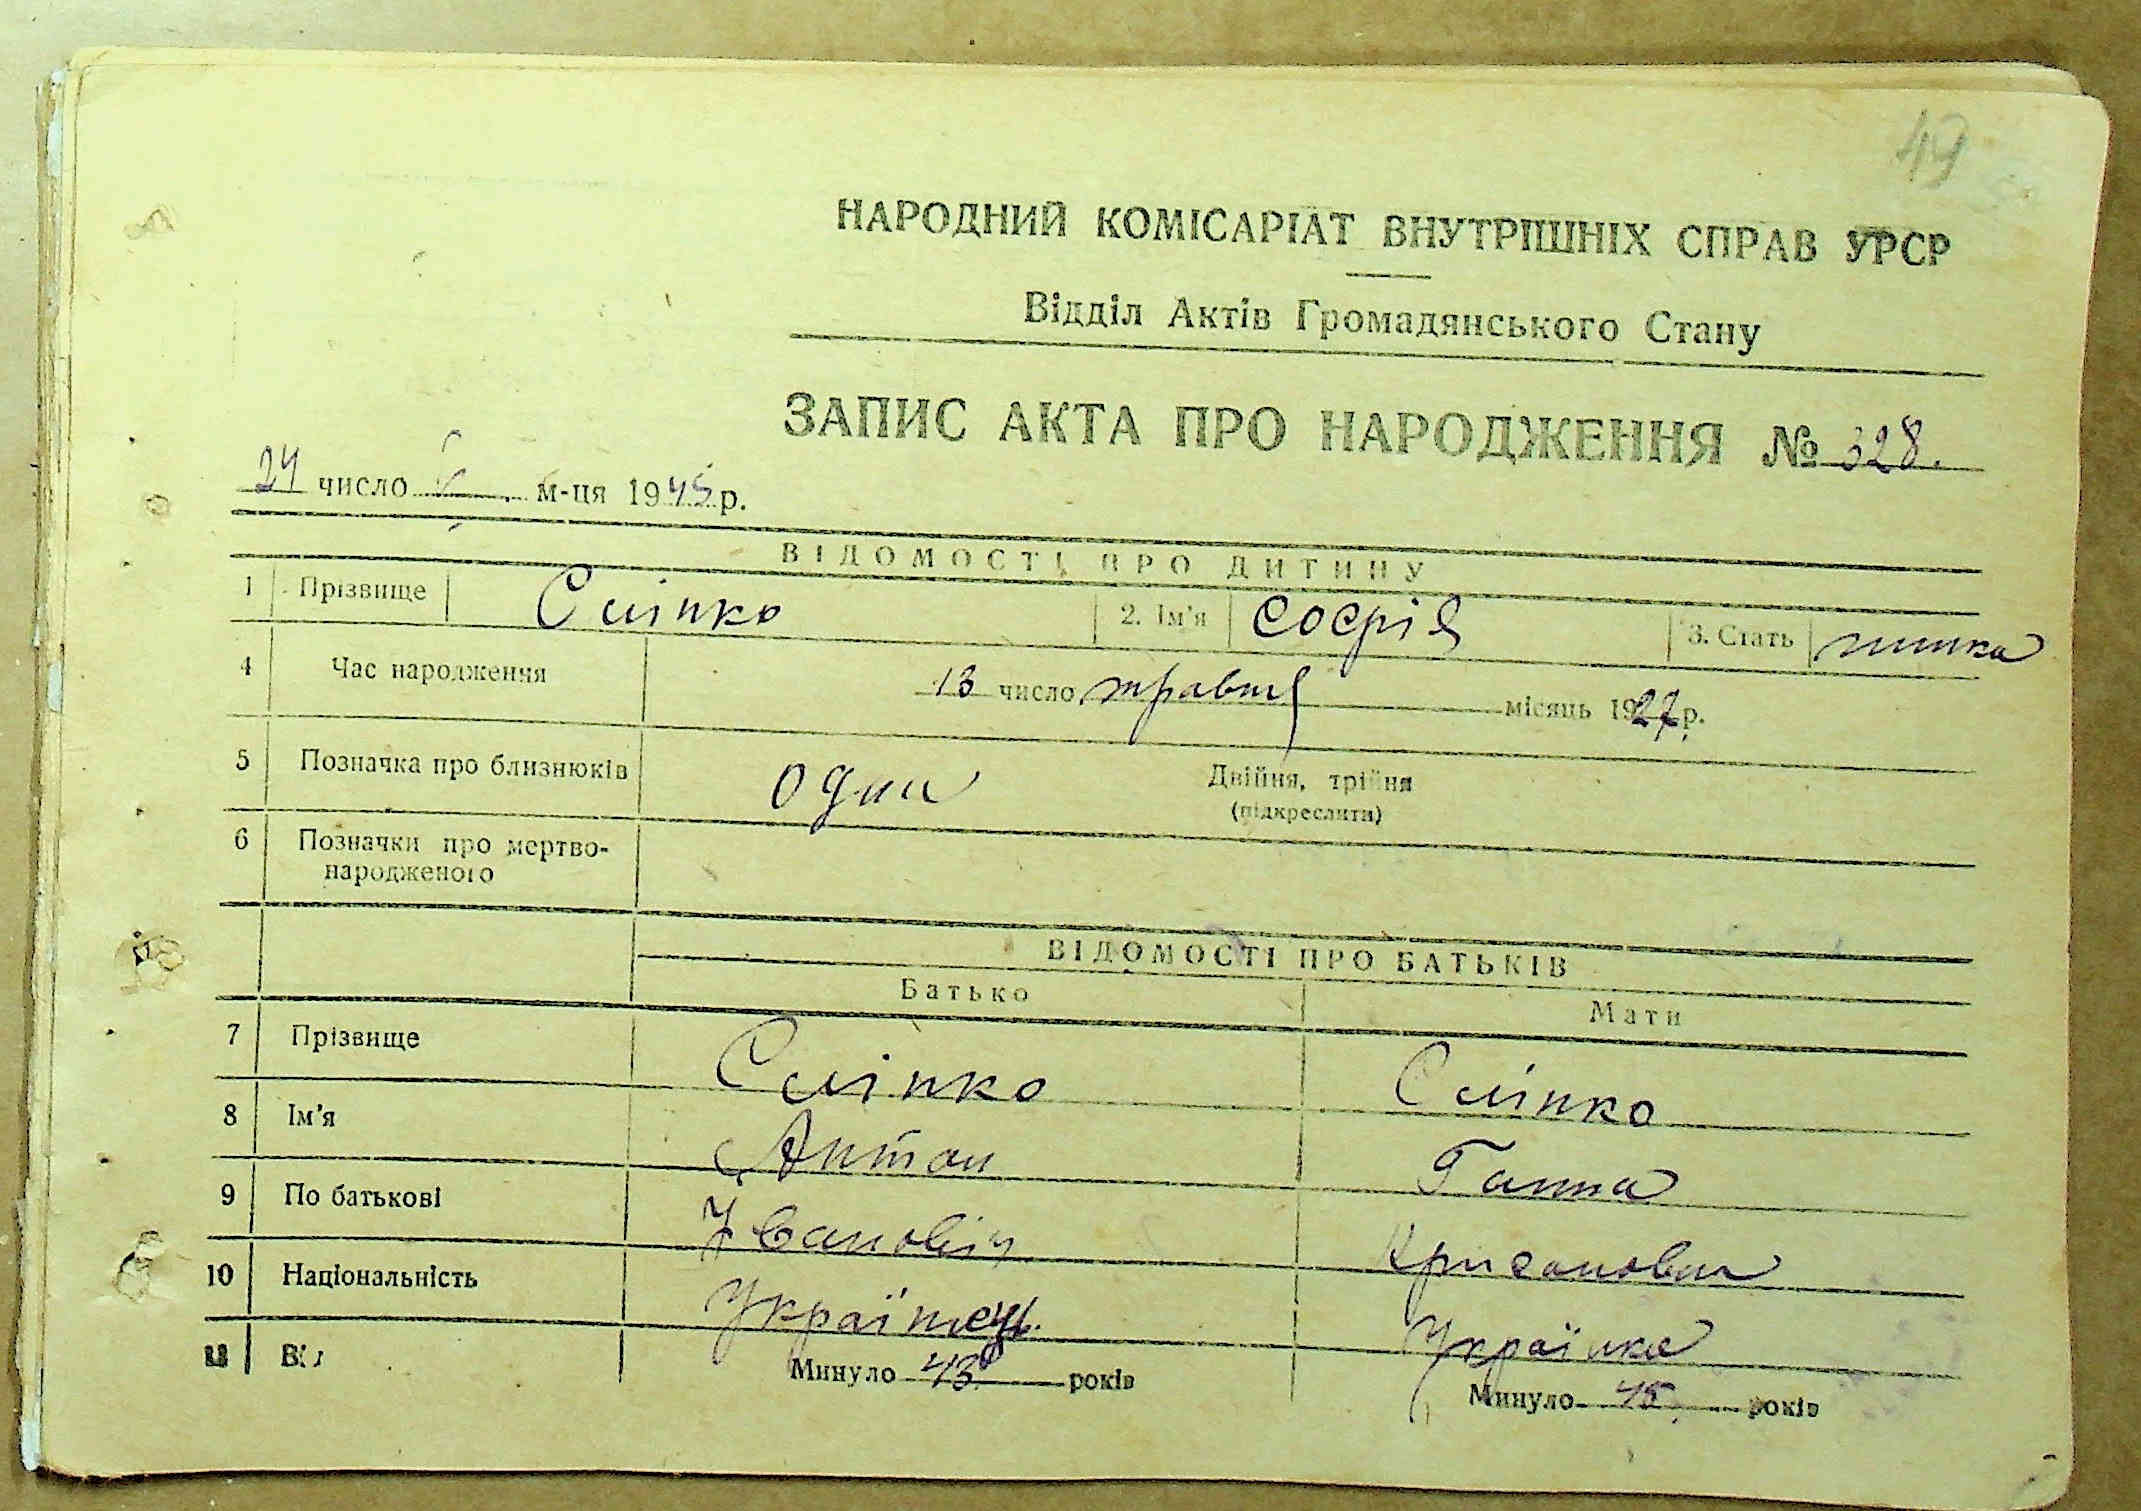 49
НАРОДНИЙ КОМІСАРІАТ ВНУТРІШНІХ СПРАВ УРСР
Відділ Актів Громадянського Стану
ЗАПИС АКТА ПРО НАРОДЖЕННЯ № 328.
24 число м-ця 1945 р.
ВІДОМОСТІ ПРО ДИТИНУ
1 Прізвище Сліпко 2. Ім'я Софія 3. Стать жінка
4 Час народження 13 число травня місяць 1927 р.
5 Позначка про близнюків один Двійня, трійня
(підкреслити)
6 Позначки про мертво-
народженого
ВІДОМОСТІ ПРО БАТЬКІВ
Батько Мати
7 Прізвище Сліпко Сліпко
8 Ім'я Антон Ганна
9 По батькові Іванович
10 Національність Українець Українка
11 Вік Минуло 43 років Минуло 45 років